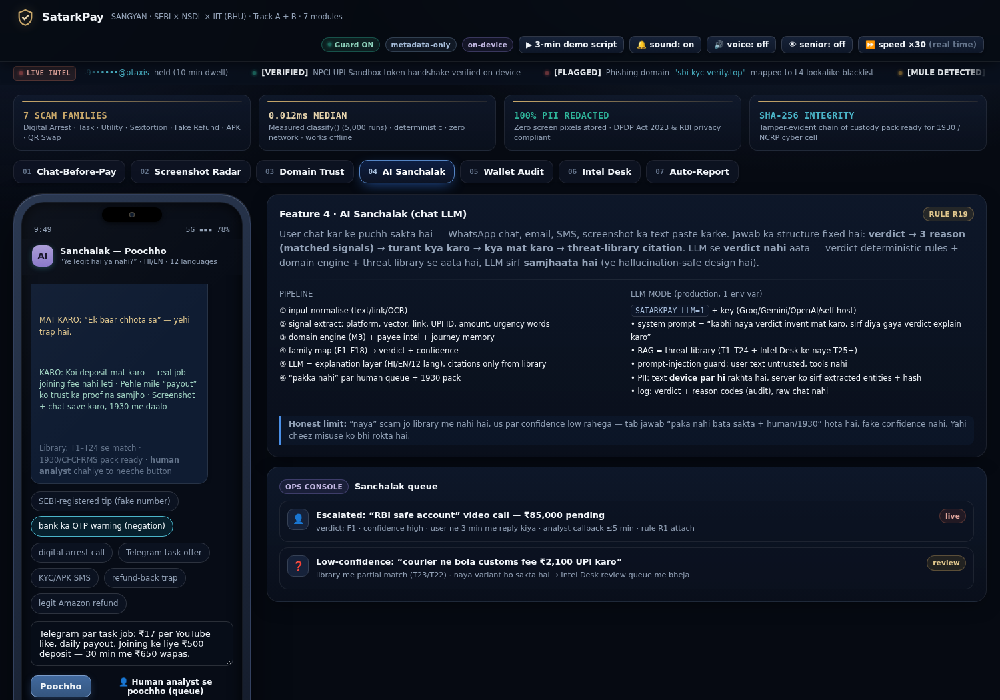 SatarkPay SANGYAN · SEBI × NSDL × IIT (BHU) · Track A + B · 7 modules
Guard ON metadata-only on-device ▶ 3-min demo script 🔔 sound: on 🔊 voice: off 👁 senior: off ⏩ speed ×30 (real time)
LIVE INTEL 9••••••@ptaxis held (10 min dwell) [VERIFIED] NPCI UPI Sandbox token handshake verified on-device [FLAGGED] Phishing domain "sbi-kyc-verify.top" mapped to L4 lookalike blacklist [MULE DETECTED]
7 SCAM FAMILIES
Digital Arrest · Task · Utility · Sextortion · Fake Refund · APK
· QR Swap
0.012ms MEDIAN
Measured classify() (5,000 runs) · deterministic · zero
network · works offline
100% PII REDACTED
Zero screen pixels stored · DPDP Act 2023 & RBI privacy
compliant
SHA-256 INTEGRITY
Tamper-evident chain of custody pack ready for 1930 /
NCRP cyber cell
01 Chat-Before-Pay 02 Screenshot Radar 03 Domain Trust 04 AI Sanchalak 05 Wallet Audit 06 Intel Desk 07 Auto-Report
9:49 5G ▪▪▪ 78%
AI Sanchalak — Poochho
“Ye legit hai ya nahi?” · HI/EN · 12 languages
MAT KARO: “Ek baar chhota sa” — yehi
trap hai.
KARO: Koi deposit mat karo — real job
joining fee nahi leti · Pehle mile “payout”
ko trust ka proof na samjho · Screenshot
+ chat save karo, 1930 me daalo
Library: T1–T24 se match ·
1930/CFCFRMS pack ready · human
analyst chahiye to neeche button
SEBI-registered tip (fake number)
bank ka OTP warning (negation)
digital arrest call Telegram task offer
KYC/APK SMS refund-back trap
legit Amazon refund
Telegram par task job: ₹17 per YouTube
like, daily payout. Joining ke liye ₹500
deposit — 30 min me ₹650 wapas.
Poochho 👤 Human analyst se
poochho (queue)
Feature 4 · AI Sanchalak (chat LLM) RULE R19
User chat kar ke puchh sakta hai — WhatsApp chat, email, SMS, screenshot ka text paste karke. Jawab ka structure fixed hai: verdict → 3 reason
(matched signals) → turant kya karo → kya mat karo → threat-library citation. LLM se verdict nahi aata — verdict deterministic rules +
domain engine + threat library se aata hai, LLM sirf samjhaata hai (ye hallucination-safe design hai).
PIPELINE
① input normalise (text/link/OCR)
② signal extract: platform, vector, link, UPI ID, amount, urgency words
③ domain engine (M3) + payee intel + journey memory
④ family map (F1–F18) → verdict + confidence
⑤ LLM = explanation layer (HI/EN/12 lang), citations only from library
⑥ “pakka nahi” par human queue + 1930 pack
LLM MODE (production, 1 env var)
SATARKPAY_LLM=1 + key (Groq/Gemini/OpenAI/self-host)
• system prompt = “kabhi naya verdict invent mat karo, sirf diya gaya verdict explain
karo”
• RAG = threat library (T1–T24 + Intel Desk ke naye T25+)
• prompt-injection guard: user text untrusted, tools nahi
• PII: text device par hi rakhta hai, server ko sirf extracted entities + hash
• log: verdict + reason codes (audit), raw chat nahi
Honest limit: “naya” scam jo library me nahi hai, us par confidence low rahega — tab jawab “paka nahi bata sakta + human/1930” hota hai, fake confidence nahi. Yahi
cheez misuse ko bhi rokta hai.
OPS CONSOLE Sanchalak queue
👤 Escalated: “RBI safe account” video call — ₹85,000 pending live
verdict: F1 · confidence high · user ne 3 min me reply kiya · analyst callback ≤5 min · rule R1 attach
❓ Low-confidence: “courier ne bola customs fee ₹2,100 UPI karo” review
library me partial match (T23/T22) · naya variant ho sakta hai → Intel Desk review queue me bheja